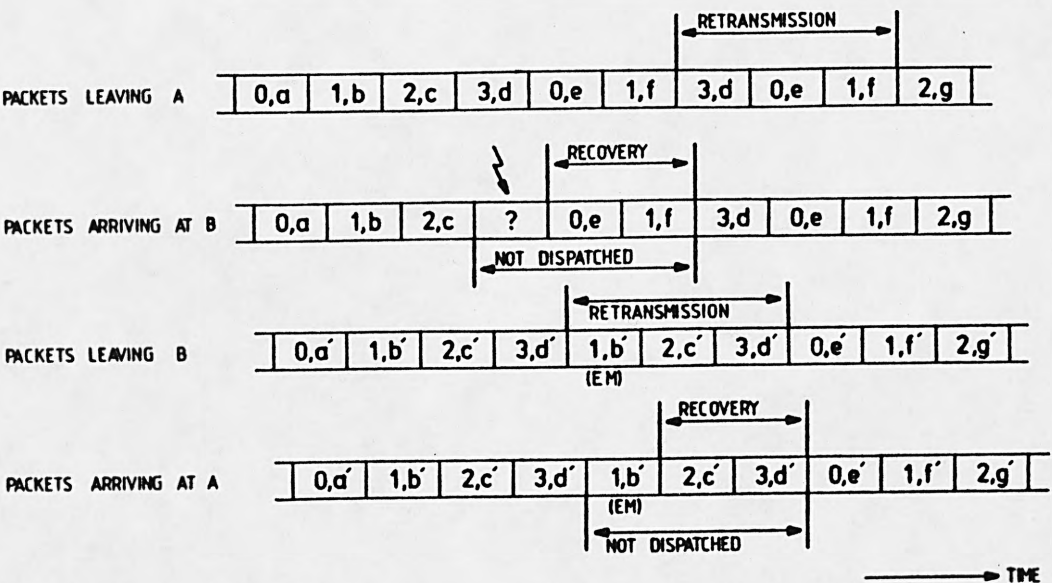 RETRANSMISSION
PACKETS LEAVING A 0,a 1,b 2,c 3,d 0,e 1,f 3,d 0,e 1,f 2,g
RECOVERY
PACKETS ARRIVING AT B 0,a 1,b 2,c ? 0,e 1,f 3,d 0,e 1,f 2,g
NOT DISPATCHED
RETRANSMISSION
PACKETS LEAVING B 0,a′ 1,b′ 2,c′ 3,d′ 1,b′ 2,c′ 3,d′ 0,e′ 1,f′ 2,g′
(EM)
RECOVERY
PACKETS ARRIVING AT A 0,a′ 1,b′ 2,c′ 3,d′ 1,b′ 2,c′ 3,d′ 0,e′ 1,f′ 2,g′
(EM)
NOT DISPATCHED
TIME